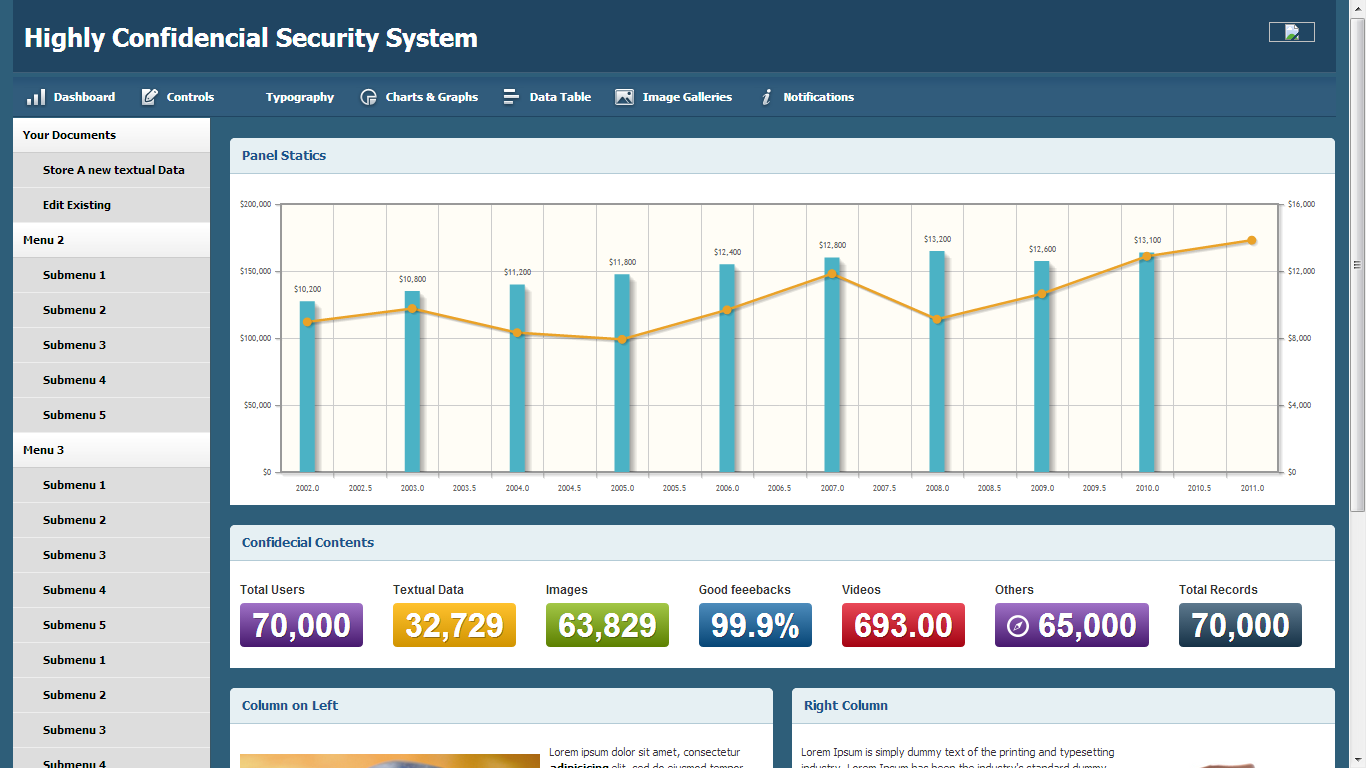 Highly Confidencial Security System
Dashboard Controls Typography Charts & Graphs Data Table Image Galleries Notifications
Your Documents
Store A new textual Data
Edit Existing
Menu 2
Submenu 1
Submenu 2
Submenu 3
Submenu 4
Submenu 5
Menu 3
Submenu 1
Submenu 2
Submenu 3
Submenu 4
Submenu 5
Submenu 1
Submenu 2
Submenu 3
Submenu 4
Panel Statics
$200,000 $16,000
$13,200 $13,100
$12,800
$12,400 $12,600
$11,800
$150,000 $11,200 $12,000
$10,800
$10,200
$100,000 $8,000
$50,000 $4,000
$0 $0
2002.0 2002.5 2003.0 2003.5 2004.0 2004.5 2005.0 2005.5 2006.0 2006.5 2007.0 2007.5 2008.0 2008.5 2009.0 2009.5 2010.0 2010.5 2011.0
Confidecial Contents
Total Users Textual Data Images Good feeebacks Videos Others Total Records
70,000 32,729 63,829 99.9% 693.00 65,000 70,000
Column on Left
Lorem ipsum dolor sit amet, consectetur
adipisicing elit, sed do eiusmod tempor
Right Column
Lorem Ipsum is simply dummy text of the printing and typesetting
industry. Lorem Ipsum has been the industry's standard dummy